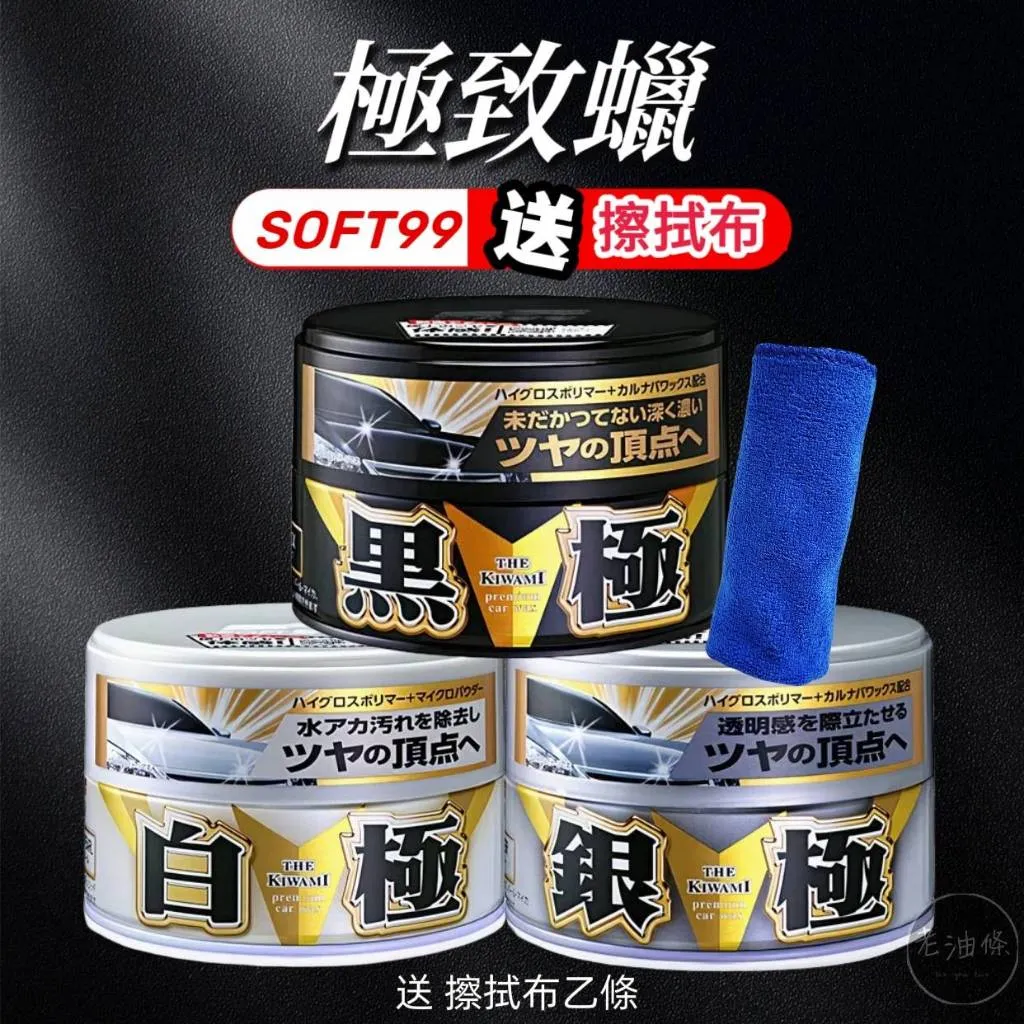 極致蠟
SOFT99 送 擦拭布
ハイグロスポリマー+カルナバワックス配合
未だかつてない深く濃い
ツヤの頂点へ
黒極
THE
KIWAMI
premium
car wax
ハイグロスポリマー+マイクロパウダー
水アカ汚れを除去し
ツヤの頂点へ
白極
THE
KIWAMI
premium
car wax
ハイグロスポリマー+カルナバワックス配合
透明感を際立たせる
ツヤの頂点へ
銀極
THE
KIWAMI
premium
car wax
老油條
送 擦拭布乙條